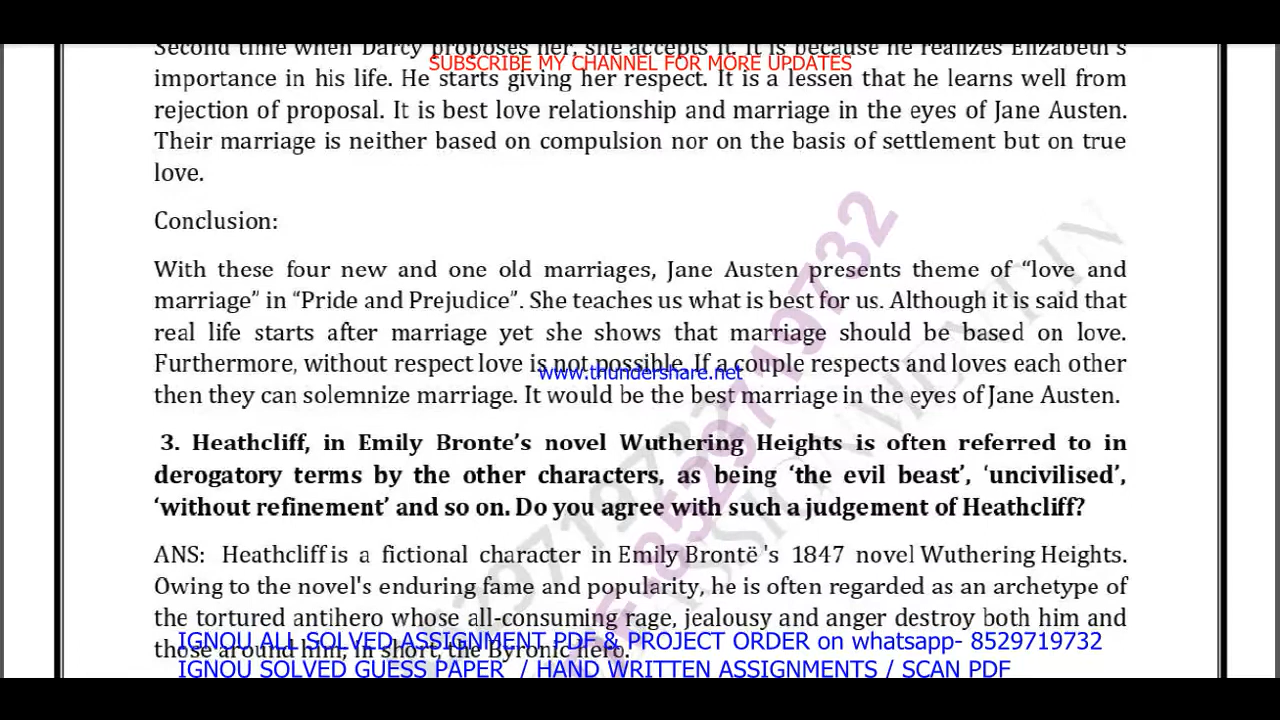 Second time when Darcy proposes her, she accepts it. It is because he realizes Elizabeth's
SUBSCRIBE MY CHANNEL FOR MORE UPDATES
importance in his life. He starts giving her respect. It is a lessen that he learns well from
rejection of proposal. It is best love relationship and marriage in the eyes of Jane Austen.
Their marriage is neither based on compulsion nor on the basis of settlement but on true
love.
Conclusion:
With these four new and one old marriages, Jane Austen presents theme of “love and
marriage” in “Pride and Prejudice”. She teaches us what is best for us. Although it is said that
real life starts after marriage yet she shows that marriage should be based on love.
Furthermore, without respect love is not possible. If a couple respects and loves each other
www.thundershare.net
then they can solemnize marriage. It would be the best marriage in the eyes of Jane Austen.
3. Heathcliff, in Emily Bronte’s novel Wuthering Heights is often referred to in
derogatory terms by the other characters, as being ‘the evil beast’, ‘uncivilised’,
‘without refinement’ and so on. Do you agree with such a judgement of Heathcliff?
ANS: Heathcliff is a fictional character in Emily Brontë's 1847 novel Wuthering Heights.
Owing to the novel's enduring fame and popularity, he is often regarded as an archetype of
the tortured antihero whose all-consuming rage, jealousy and anger destroy both him and
IGNOU ALL SOLVED ASSIGNMENT PDF & PROJECT ORDER on whatsapp- 8529719732
those around him; in short, the Byronic hero.
IGNOU SOLVED GUESS PAPER / HAND WRITTEN ASSIGNMENTS / SCAN PDF
8529719732